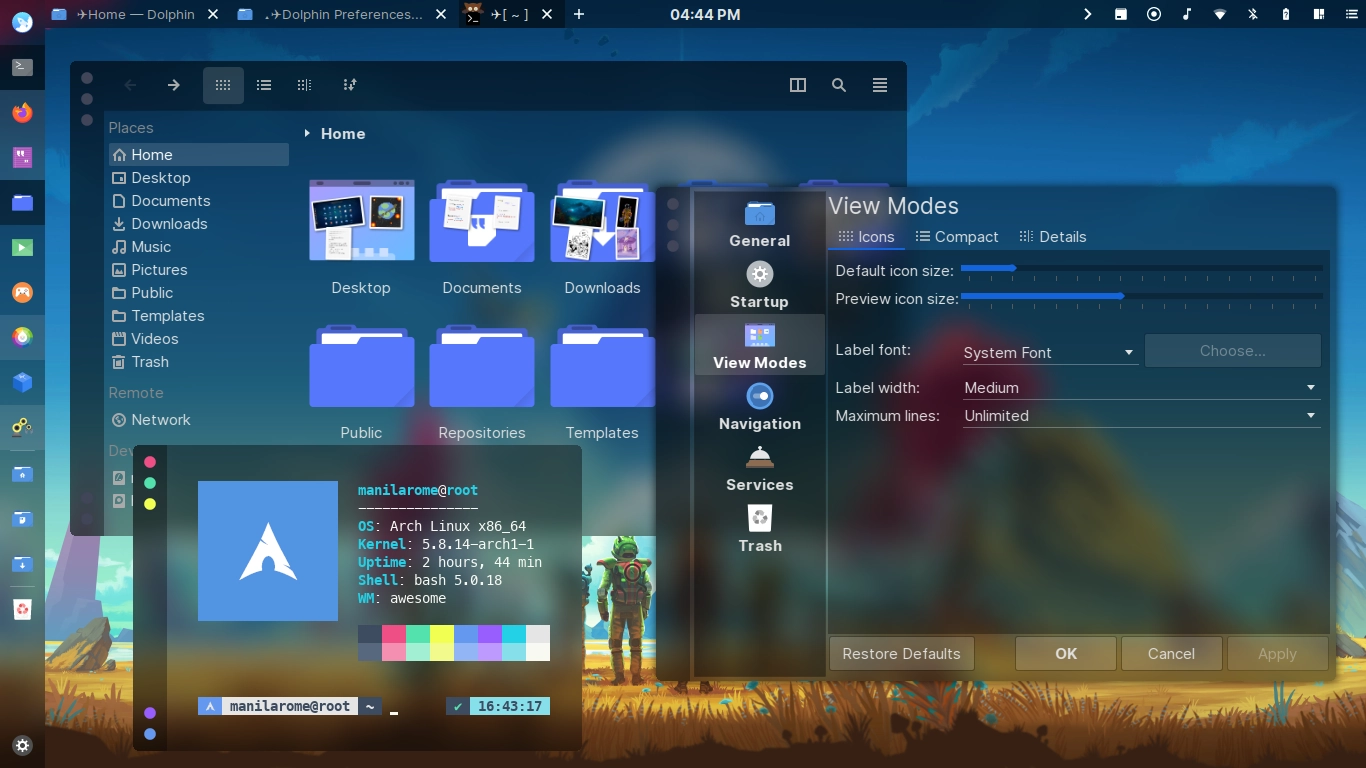 ✈Home — Dolphin
.✈Dolphin Preferences...
✈[ ~ ]
04:44 PM
Places
Home
Desktop
Documents
Downloads
Music
Pictures
Public
Templates
Videos
Trash
Remote
Network
Home
Desktop
Documents
Downloads
Public
Repositories
Templates
General
Startup
View Modes
Navigation
Services
Trash
View Modes
Icons
Compact
Details
Default icon size:
Preview icon size:
Label font:
System Font
Choose...
Label width:
Medium
Maximum lines:
Unlimited
Restore Defaults
OK
Cancel
Apply
manilarome@root
---------------
OS: Arch Linux x86_64
Kernel: 5.8.14-arch1-1
Uptime: 2 hours, 44 min
Shell: bash 5.0.18
WM: awesome
manilarome@root ~
✔ 16:43:17